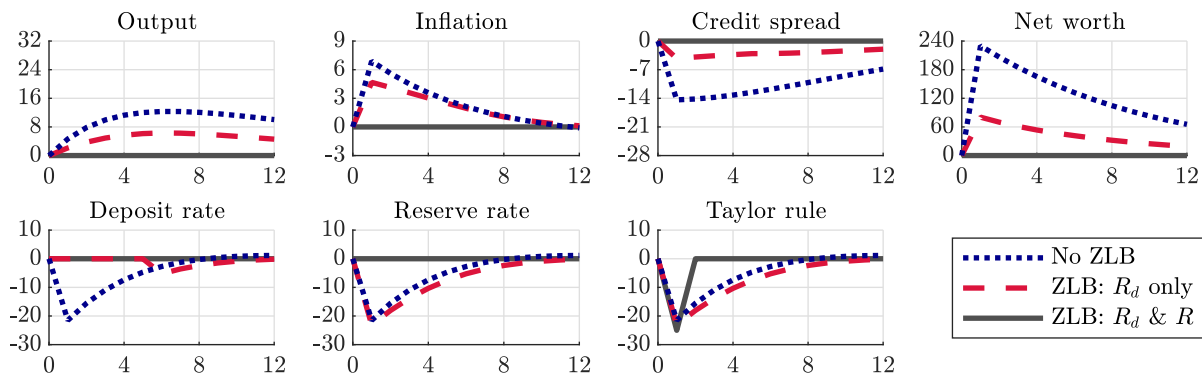 Output
32
24
16
8
0
0 4 8 12
Inflation
9
6
3
0
-3
0 4 8 12
Credit spread
0
-7
-14
-21
-28
0 4 8 12
Net worth
240
180
120
60
0
0 4 8 12
Deposit rate
10
0
-10
-20
-30
0 4 8 12
Reserve rate
10
0
-10
-20
-30
0 4 8 12
Taylor rule
10
0
-10
-20
-30
0 4 8 12
No ZLB
ZLB: R_d only
ZLB: R_d & R